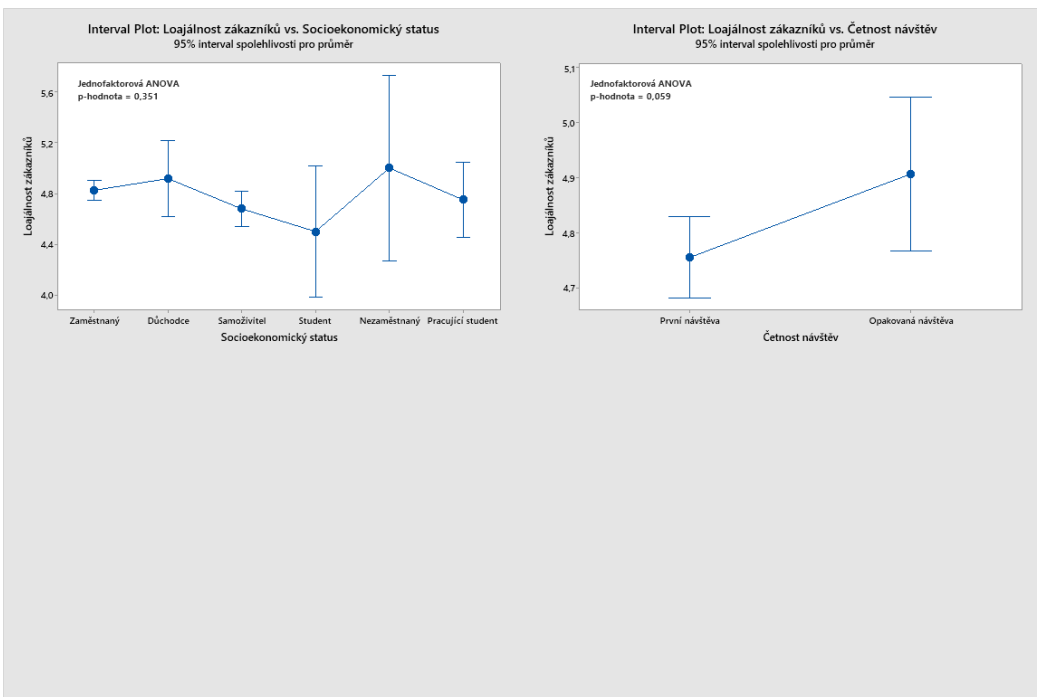 Interval Plot: Loajálnost zákazníků vs. Socioekonomický status
95% interval spolehlivosti pro průměr
Jednofaktorová ANOVA
p-hodnota = 0,351
Loajálnost zákazníků
5,6
5,2
4,8
4,4
4,0
Zaměstnaný Důchodce Samoživitel Student Nezaměstnaný Pracující student
Socioekonomický status
Interval Plot: Loajálnost zákazníků vs. Četnost návštěv
95% interval spolehlivosti pro průměr
Jednofaktorová ANOVA
p-hodnota = 0,059
Loajálnost zákazníků
5,1
5,0
4,9
4,8
4,7
První návštěva Opakovaná návštěva
Četnost návštěv